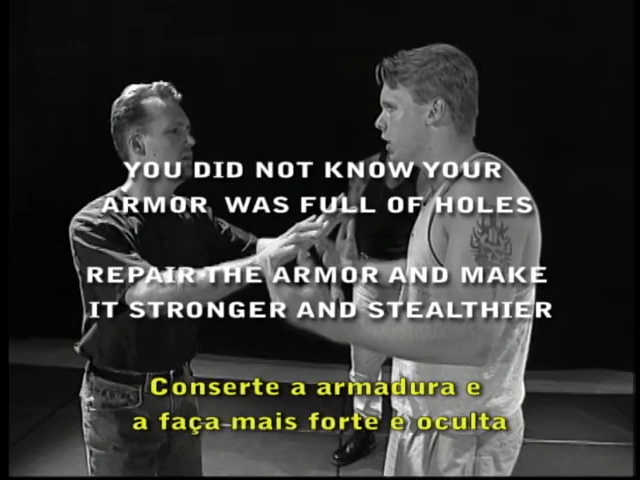 YOU DID NOT KNOW YOUR
ARMOR WAS FULL OF HOLES
REPAIR THE ARMOR AND MAKE
IT STRONGER AND STEALTHIER
Conserte a armadura e
a faça mais forte e oculta